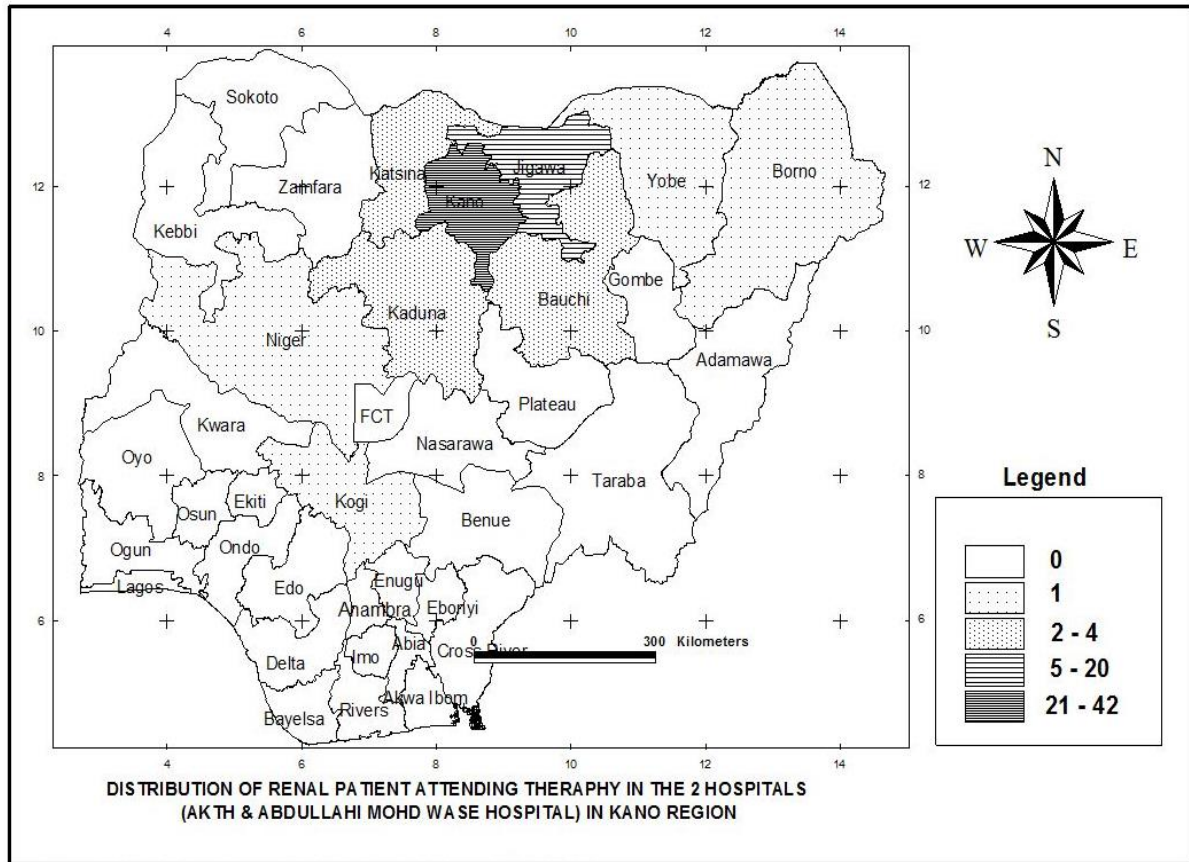 4 6 8 10 12 14
Sokoto
Katsina Jigawa
Zamfara Kano Yobe Borno
12 12
Kebbi
Gombe
Bauchi
Kaduna
10 Niger 10
Adamawa
FCT Plateau
Kwara Nasarawa
Oyo
8 Taraba 8
Ekiti Kogi
Osun Benue
Ogun Ondo
Lagos Edo Enugu
Anambra Ebonyi
6 6
Abia Cross River
Delta Imo
Akwa Ibom
Bayelsa Rivers
0 300 Kilometers
4 6 8 10 12 14
N
W E
S
Legend
0
1
2 - 4
5 - 20
21 - 42
DISTRIBUTION OF RENAL PATIENT ATTENDING THERAPHY IN THE 2 HOSPITALS
(AKTH & ABDULLAHI MOHD WASE HOSPITAL) IN KANO REGION